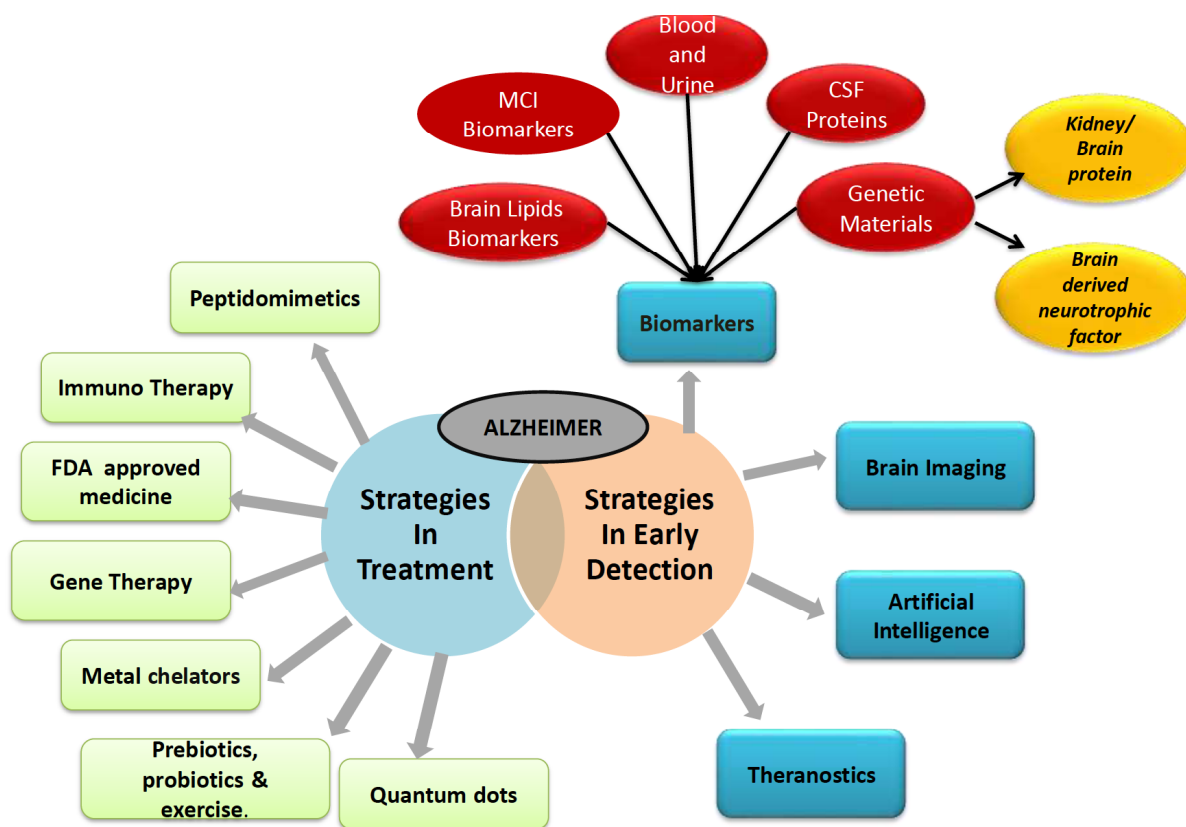 Blood
and
Urine
MCI
Biomarkers
CSF
Proteins
Kidney/
Brain
protein
Brain Lipids
Biomarkers
Genetic
Materials
Brain
derived
neurotrophic
factor
Biomarkers
Peptidomimetics
Immuno Therapy
FDA approved
medicine
Gene Therapy
Metal chelators
Prebiotics,
probiotics &
exercise.
Quantum dots
ALZHEIMER
Strategies
In
Treatment
Strategies
In Early
Detection
Brain Imaging
Artificial
Intelligence
Theranostics